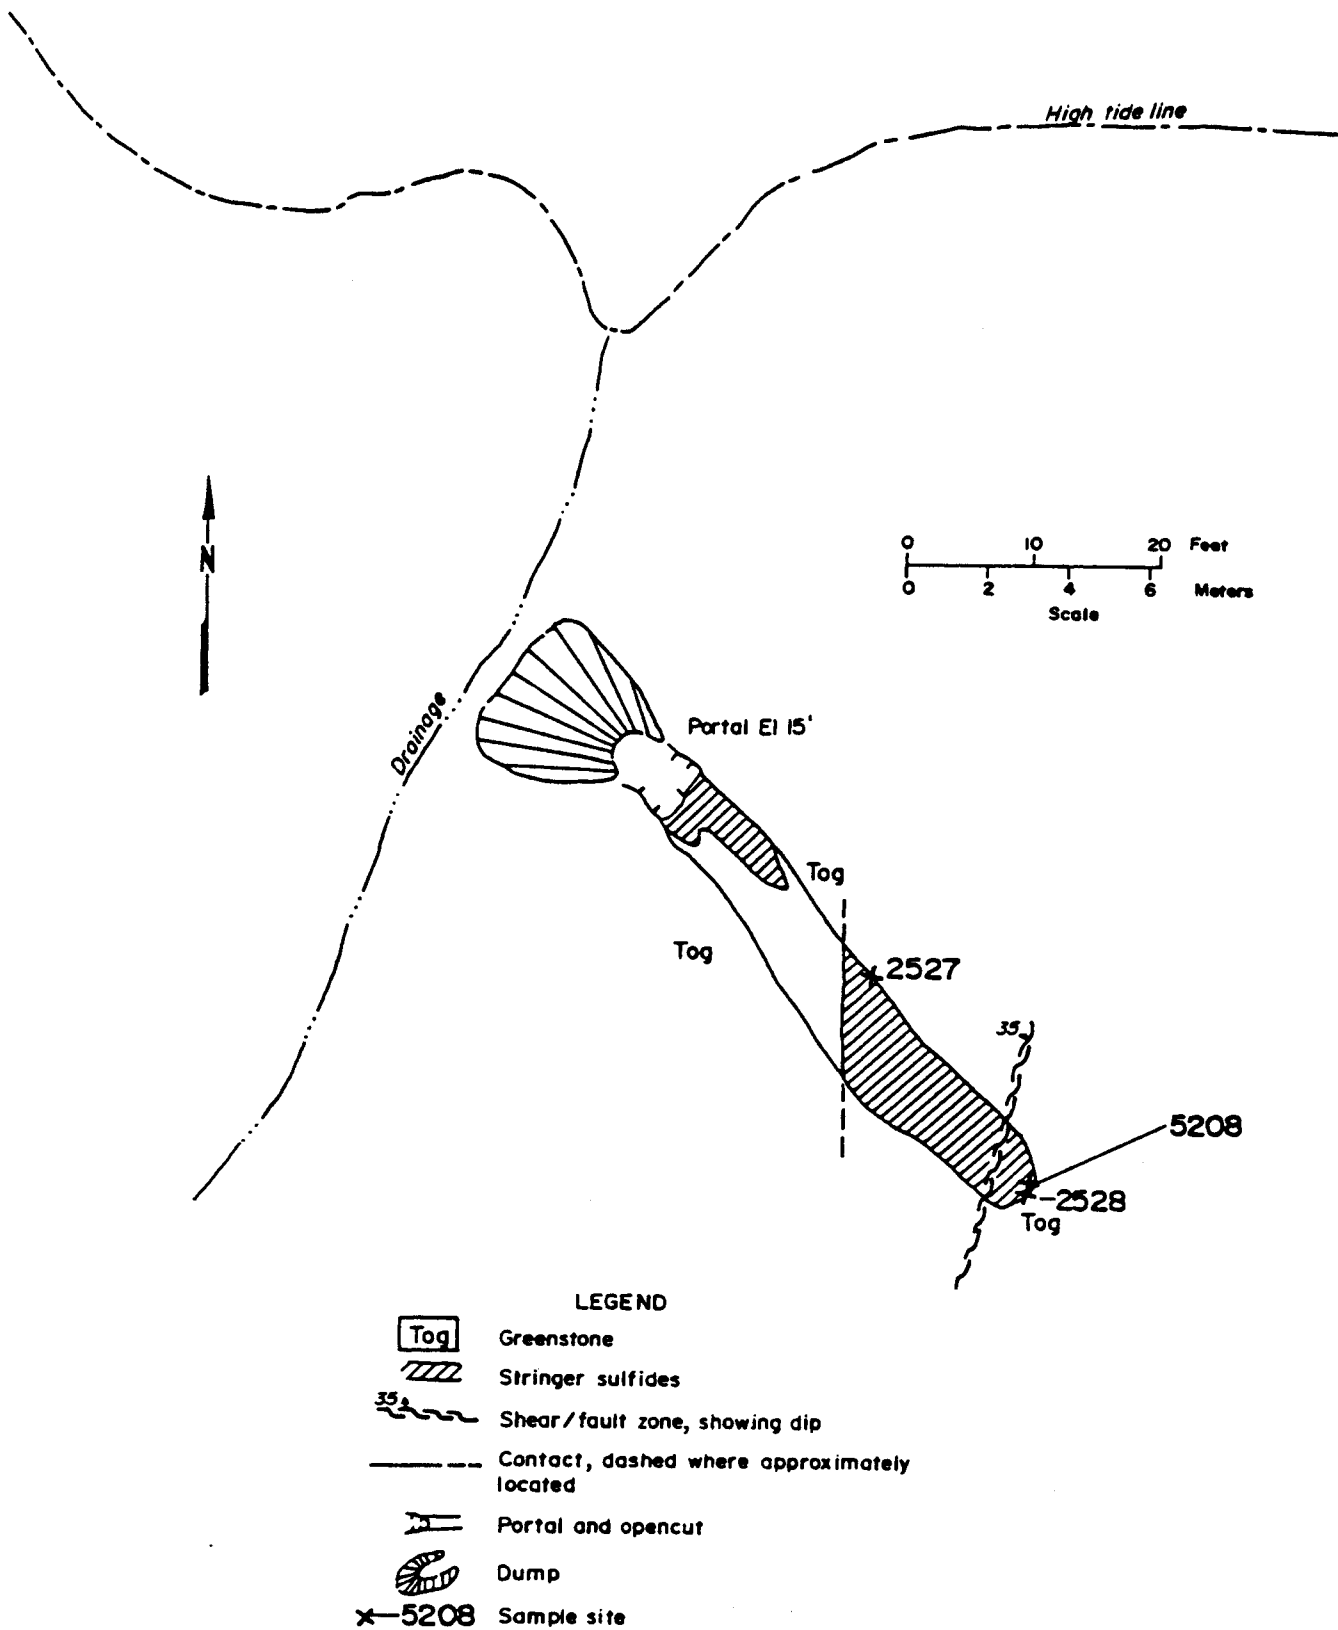 High tide line
N
0 10 20 Feet
0 2 4 6 Meters
Scale
Drainage
Portal El 15'
Tog
Tog
2527
35
5208
2528
Tog
LEGEND
Tog Greenstone
Stringer sulfides
35 Shear/fault zone, showing dip
Contact, dashed where approximately
located
Portal and opencut
Dump
5208 Sample site